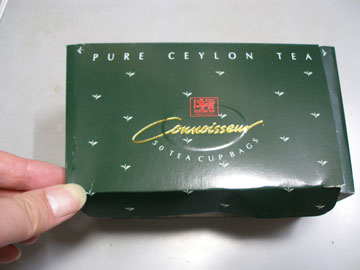 PURE CEYLON TEA
Connoisseur
50 TEA CUP BAGS